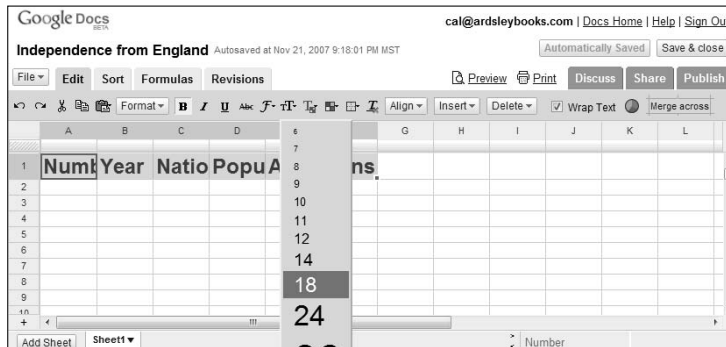 Google Docs BETA
cal@ardsleybooks.com | Docs Home | Help | Sign Ou
Independence from England Autosaved at Nov 21, 2007 9:18:01 PM MST Automatically Saved Save & close
File Edit Sort Formulas Revisions Preview Print Discuss Share Publish
Format B I U Abc Align Insert Delete Wrap Text Merge across
A B C D G H I J K L
1 Numb Year Natio Popu A ns
2
3
4
5
6
7
8
9
10
6
7
8
9
10
11
12
14
18
24
Add Sheet Sheet1 Number